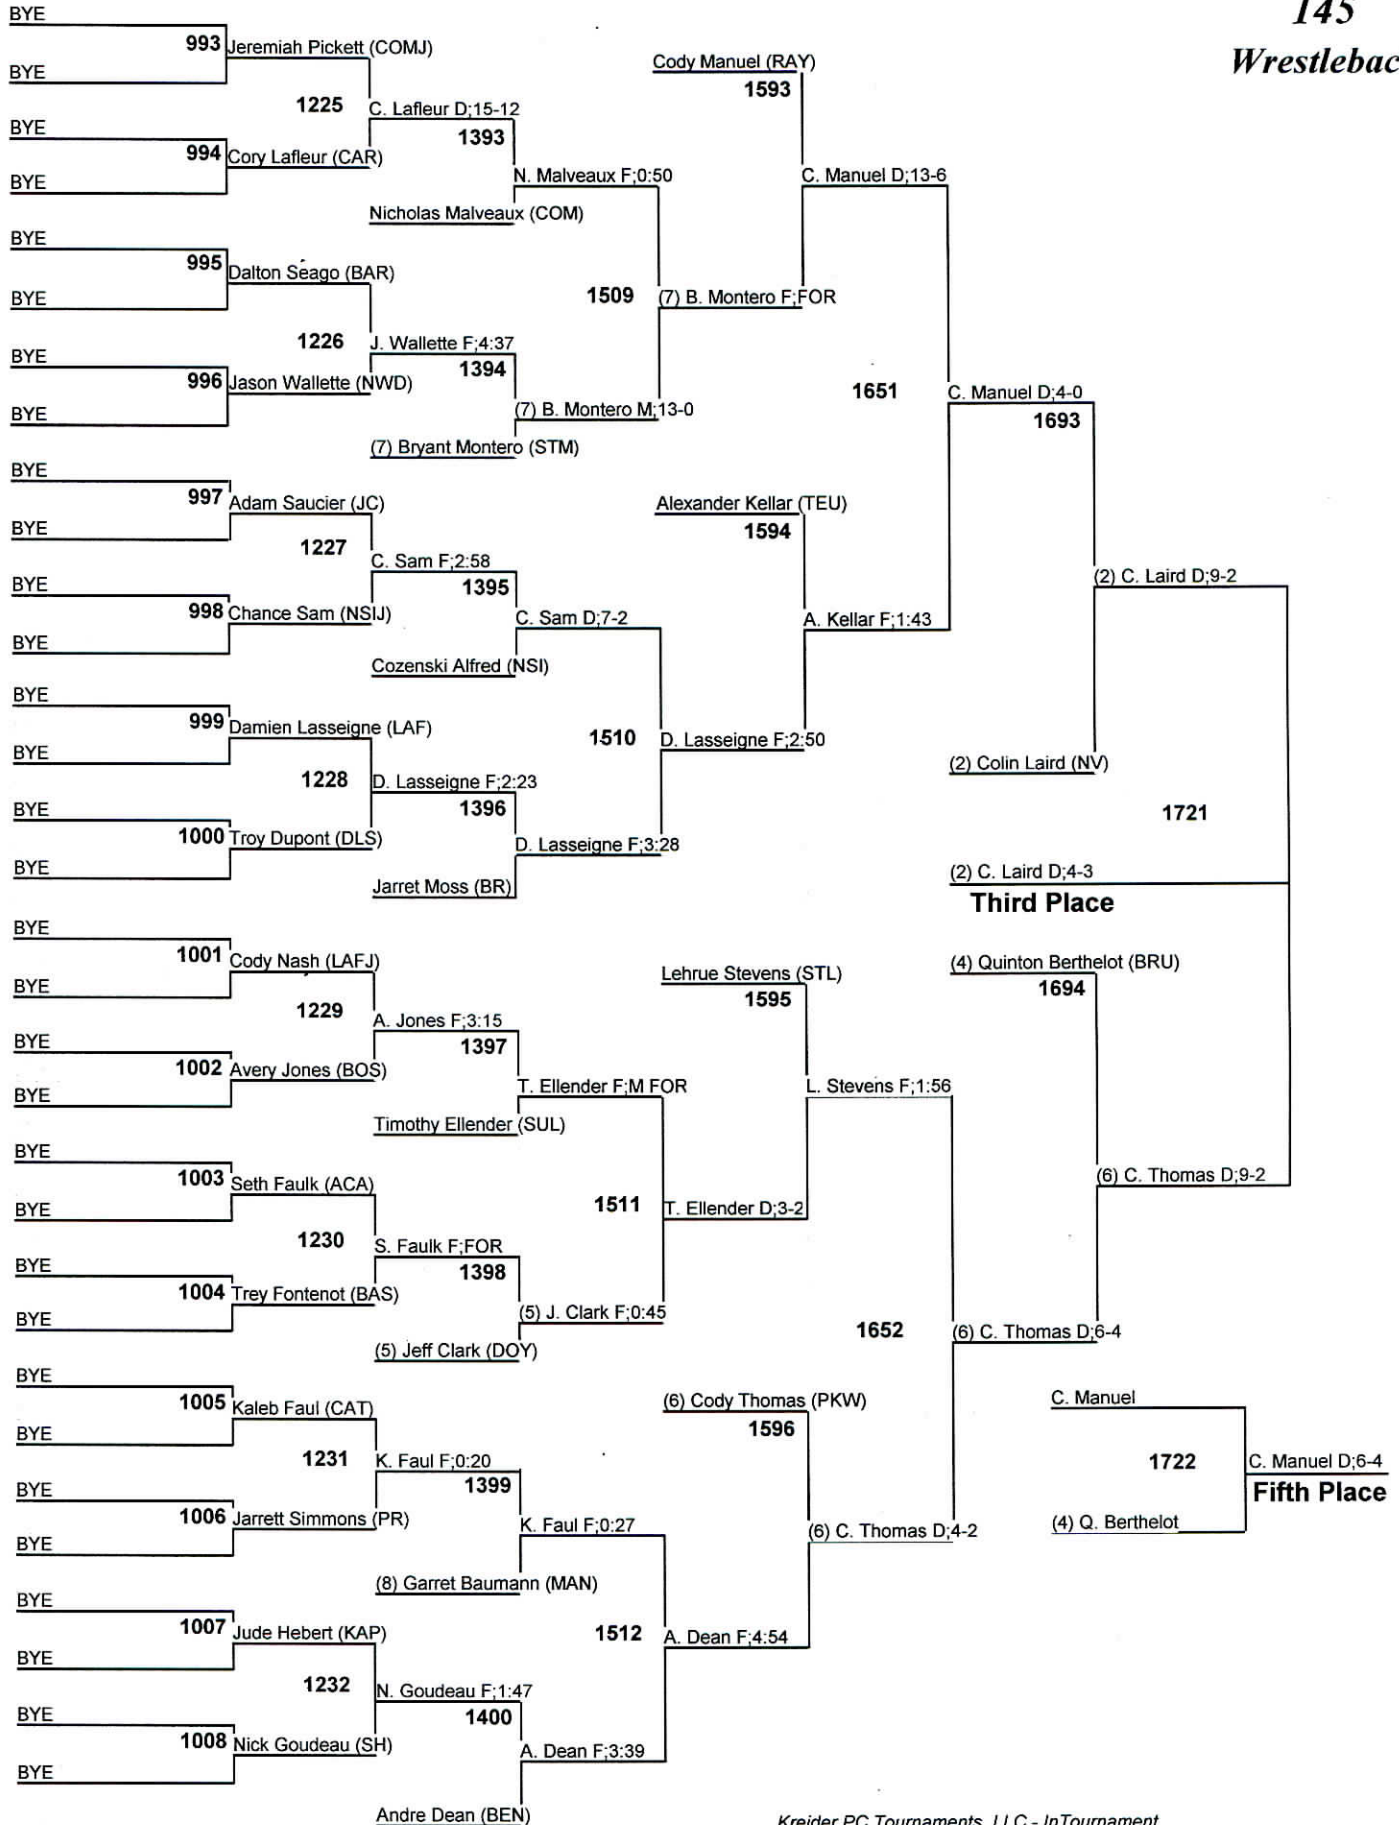 145
Wrestlebac
BYE
993 Jeremiah Pickett (COMJ)
BYE
1225 C. Lafleur D;15-12
BYE
994 Cory Lafleur (CAR)
BYE
1393
N. Malveaux F;0:50
Nicholas Malveaux (COM)
BYE
995 Dalton Seago (BAR)
BYE
1226 J. Wallette F;4:37
BYE
996 Jason Wallette (NWD)
BYE
1394
(7) B. Montero M;13-0
(7) Bryant Montero (STM)
1509 (7) B. Montero F;FOR
Cody Manuel (RAY)
1593
C. Manuel D;13-6
BYE
997 Adam Saucier (JC)
BYE
1227
C. Sam F;2:58
BYE
998 Chance Sam (NSIJ)
BYE
1395
C. Sam D;7-2
Cozenski Alfred (NSI)
BYE
999 Damien Lasseigne (LAF)
BYE
1228 D. Lasseigne F;2:23
BYE
1000 Troy Dupont (DLS)
BYE
1396
D. Lasseigne F;3:28
Jarret Moss (BR)
1510 D. Lasseigne F;2:50
Alexander Kellar (TEU)
1594
A. Kellar F;1:43
1651 C. Manuel D;4-0
1693
(2) C. Laird D;9-2
(2) Colin Laird (NV)
1721
(2) C. Laird D;4-3
Third Place
BYE
1001 Cody Nash (LAFJ)
BYE
1229
A. Jones F;3:15
BYE
1002 Avery Jones (BOS)
BYE
1397
T. Ellender F;M FOR
Timothy Ellender (SUL)
BYE
1003 Seth Faulk (ACA)
BYE
1230 S. Faulk F;FOR
BYE
1004 Trey Fontenot (BAS)
BYE
1398
(5) J. Clark F;0:45
(5) Jeff Clark (DOY)
1511 T. Ellender D;3-2
Lehrue Stevens (STL)
1595
L. Stevens F;1:56
(4) Quinton Berthelot (BRU)
1694
(6) C. Thomas D;9-2
BYE
1005 Kaleb Faul (CAT)
BYE
1231 K. Faul F;0:20
BYE
1006 Jarrett Simmons (PR)
BYE
1399
K. Faul F;0:27
(8) Garret Baumann (MAN)
BYE
1007 Jude Hebert (KAP)
BYE
1232 N. Goudeau F;1:47
BYE
1008 Nick Goudeau (SH)
BYE
1400
A. Dean F;3:39
Andre Dean (BEN)
1512 A. Dean F;4:54
(6) Cody Thomas (PKW)
1596
(6) C. Thomas D;4-2
1652 (6) C. Thomas D;6-4
C. Manuel
1722 C. Manuel D;6-4
Fifth Place
(4) Q. Berthelot
Kreider PC Tournaments, LLC - InTournament